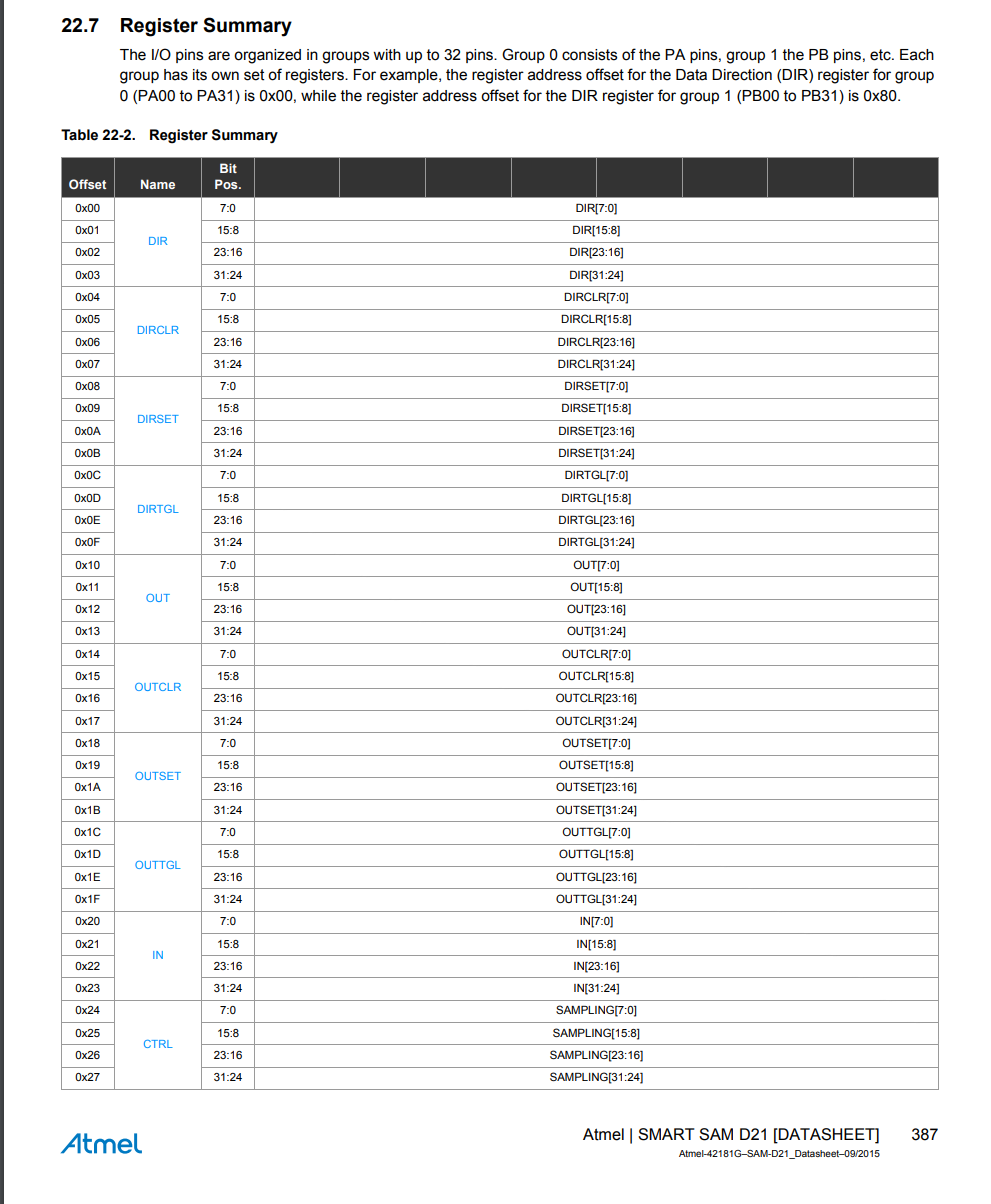 22.7 Register Summary
The I/O pins are organized in groups with up to 32 pins. Group 0 consists of the PA pins, group 1 the PB pins, etc. Each
group has its own set of registers. For example, the register address offset for the Data Direction (DIR) register for group
0 (PA00 to PA31) is 0x00, while the register address offset for the DIR register for group 1 (PB00 to PB31) is 0x80.
Table 22-2. Register Summary
Offset Name Bit Pos.
0x00 DIR 7:0 DIR[7:0]
0x01 15:8 DIR[15:8]
0x02 23:16 DIR[23:16]
0x03 31:24 DIR[31:24]
0x04 DIRCLR 7:0 DIRCLR[7:0]
0x05 15:8 DIRCLR[15:8]
0x06 23:16 DIRCLR[23:16]
0x07 31:24 DIRCLR[31:24]
0x08 DIRSET 7:0 DIRSET[7:0]
0x09 15:8 DIRSET[15:8]
0x0A 23:16 DIRSET[23:16]
0x0B 31:24 DIRSET[31:24]
0x0C DIRTGL 7:0 DIRTGL[7:0]
0x0D 15:8 DIRTGL[15:8]
0x0E 23:16 DIRTGL[23:16]
0x0F 31:24 DIRTGL[31:24]
0x10 OUT 7:0 OUT[7:0]
0x11 15:8 OUT[15:8]
0x12 23:16 OUT[23:16]
0x13 31:24 OUT[31:24]
0x14 OUTCLR 7:0 OUTCLR[7:0]
0x15 15:8 OUTCLR[15:8]
0x16 23:16 OUTCLR[23:16]
0x17 31:24 OUTCLR[31:24]
0x18 OUTSET 7:0 OUTSET[7:0]
0x19 15:8 OUTSET[15:8]
0x1A 23:16 OUTSET[23:16]
0x1B 31:24 OUTSET[31:24]
0x1C OUTTGL 7:0 OUTTGL[7:0]
0x1D 15:8 OUTTGL[15:8]
0x1E 23:16 OUTTGL[23:16]
0x1F 31:24 OUTTGL[31:24]
0x20 IN 7:0 IN[7:0]
0x21 15:8 IN[15:8]
0x22 23:16 IN[23:16]
0x23 31:24 IN[31:24]
0x24 CTRL 7:0 SAMPLING[7:0]
0x25 15:8 SAMPLING[15:8]
0x26 23:16 SAMPLING[23:16]
0x27 31:24 SAMPLING[31:24]
Atmel Atmel | SMART SAM D21 [DATASHEET] 387
Atmel-42181G–SAM-D21_Datasheet–09/2015